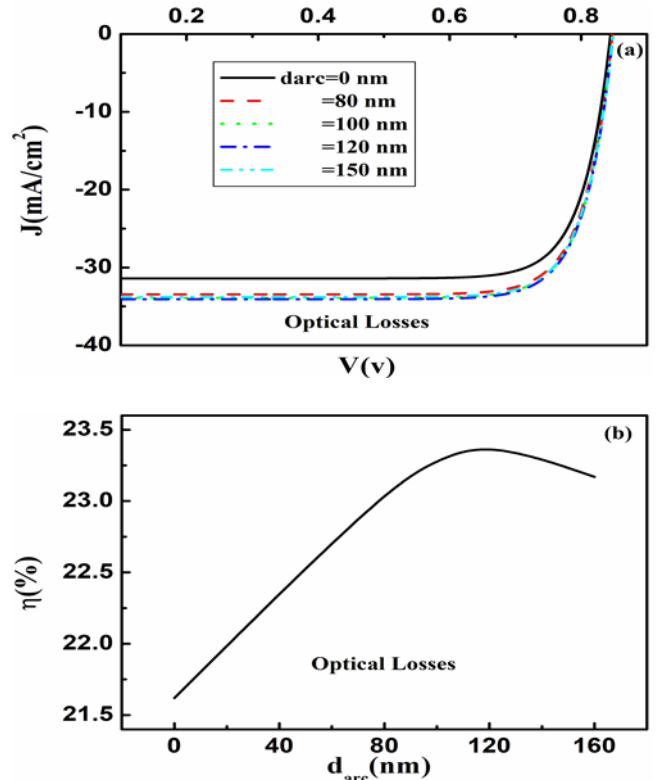 0.2 0.4 0.6 0.8
0
(a)
darc=0 nm
=80 nm
-10
=100 nm
=120 nm
=150 nm
J(mA/cm²)
-20
-30
Optical Losses
-40
V(v)
23.5
(b)
23.0
η(%)
22.5
22.0
Optical Losses
21.5
0 40 80 120 160
d_arc(nm)